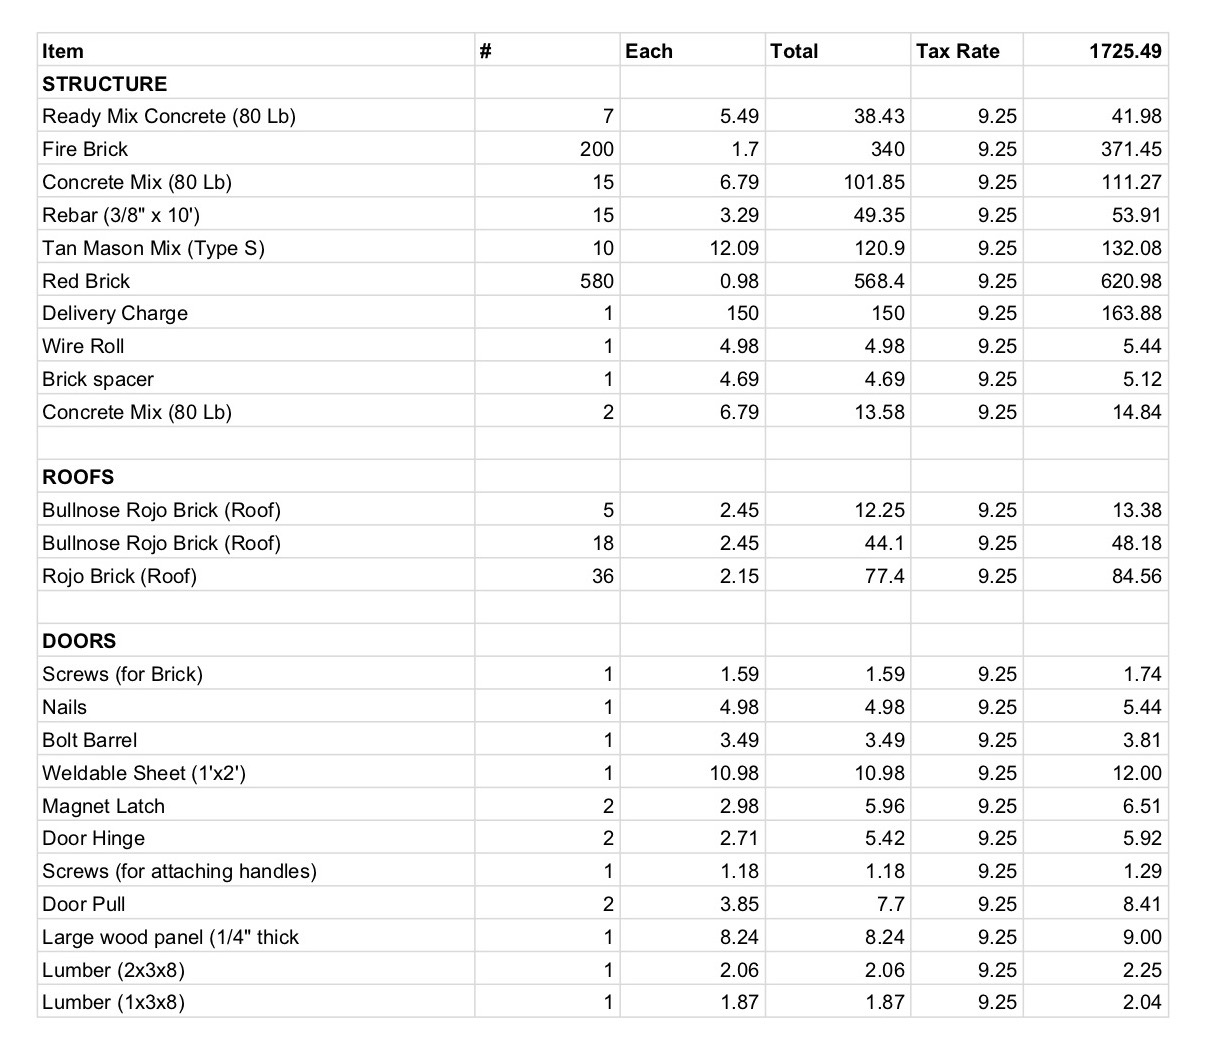 Item # Each Total Tax Rate 1725.49
STRUCTURE
Ready Mix Concrete (80 Lb) 7 5.49 38.43 9.25 41.98
Fire Brick 200 1.7 340 9.25 371.45
Concrete Mix (80 Lb) 15 6.79 101.85 9.25 111.27
Rebar (3/8" x 10') 15 3.29 49.35 9.25 53.91
Tan Mason Mix (Type S) 10 12.09 120.9 9.25 132.08
Red Brick 580 0.98 568.4 9.25 620.98
Delivery Charge 1 150 150 9.25 163.88
Wire Roll 1 4.98 4.98 9.25 5.44
Brick spacer 1 4.69 4.69 9.25 5.12
Concrete Mix (80 Lb) 2 6.79 13.58 9.25 14.84
ROOFS
Bullnose Rojo Brick (Roof) 5 2.45 12.25 9.25 13.38
Bullnose Rojo Brick (Roof) 18 2.45 44.1 9.25 48.18
Rojo Brick (Roof) 36 2.15 77.4 9.25 84.56
DOORS
Screws (for Brick) 1 1.59 1.59 9.25 1.74
Nails 1 4.98 4.98 9.25 5.44
Bolt Barrel 1 3.49 3.49 9.25 3.81
Weldable Sheet (1'x2') 1 10.98 10.98 9.25 12.00
Magnet Latch 2 2.98 5.96 9.25 6.51
Door Hinge 2 2.71 5.42 9.25 5.92
Screws (for attaching handles) 1 1.18 1.18 9.25 1.29
Door Pull 2 3.85 7.7 9.25 8.41
Large wood panel (1/4" thick 1 8.24 8.24 9.25 9.00
Lumber (2x3x8) 1 2.06 2.06 9.25 2.25
Lumber (1x3x8) 1 1.87 1.87 9.25 2.04